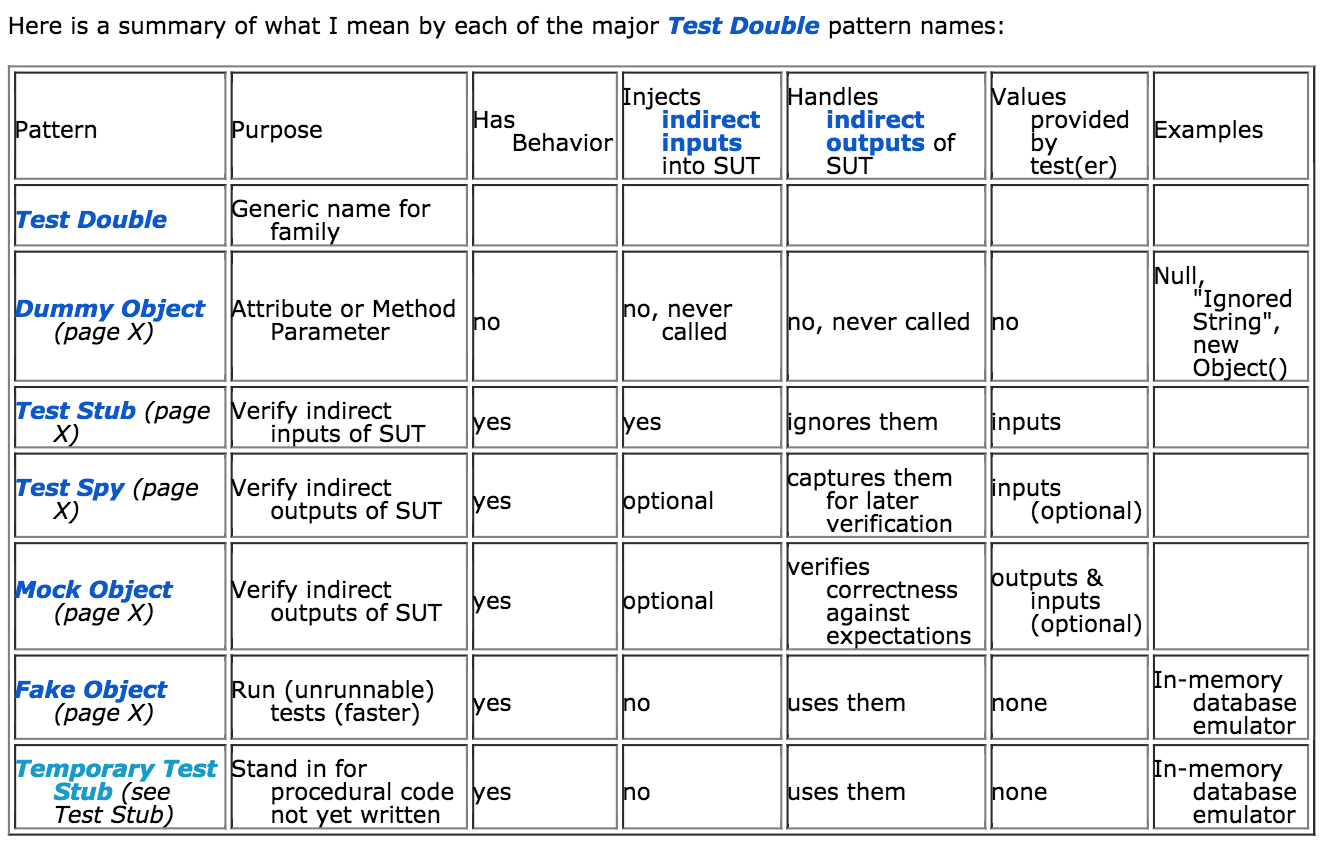 Here is a summary of what I mean by each of the major Test Double pattern names:
Pattern
Purpose
Has
Behavior
Injects
indirect
inputs
into SUT
Handles
indirect
outputs of
SUT
Values
provided
by
test(er)
Examples
Test Double
Generic name for
family
Dummy Object
(page X)
Attribute or Method
Parameter
no
no, never
called
no, never called
no
Null,
"Ignored
String",
new
Object()
Test Stub (page
X)
Verify indirect
inputs of SUT
yes
yes
ignores them
inputs
Test Spy (page
X)
Verify indirect
outputs of SUT
yes
optional
captures them
for later
verification
inputs
(optional)
Mock Object
(page X)
Verify indirect
outputs of SUT
yes
optional
verifies
correctness
against
expectations
outputs &
inputs
(optional)
Fake Object
(page X)
Run (unrunnable)
tests (faster)
yes
no
uses them
none
In-memory
database
emulator
Temporary Test
Stub (see
Test Stub)
Stand in for
procedural code
not yet written
yes
no
uses them
none
In-memory
database
emulator